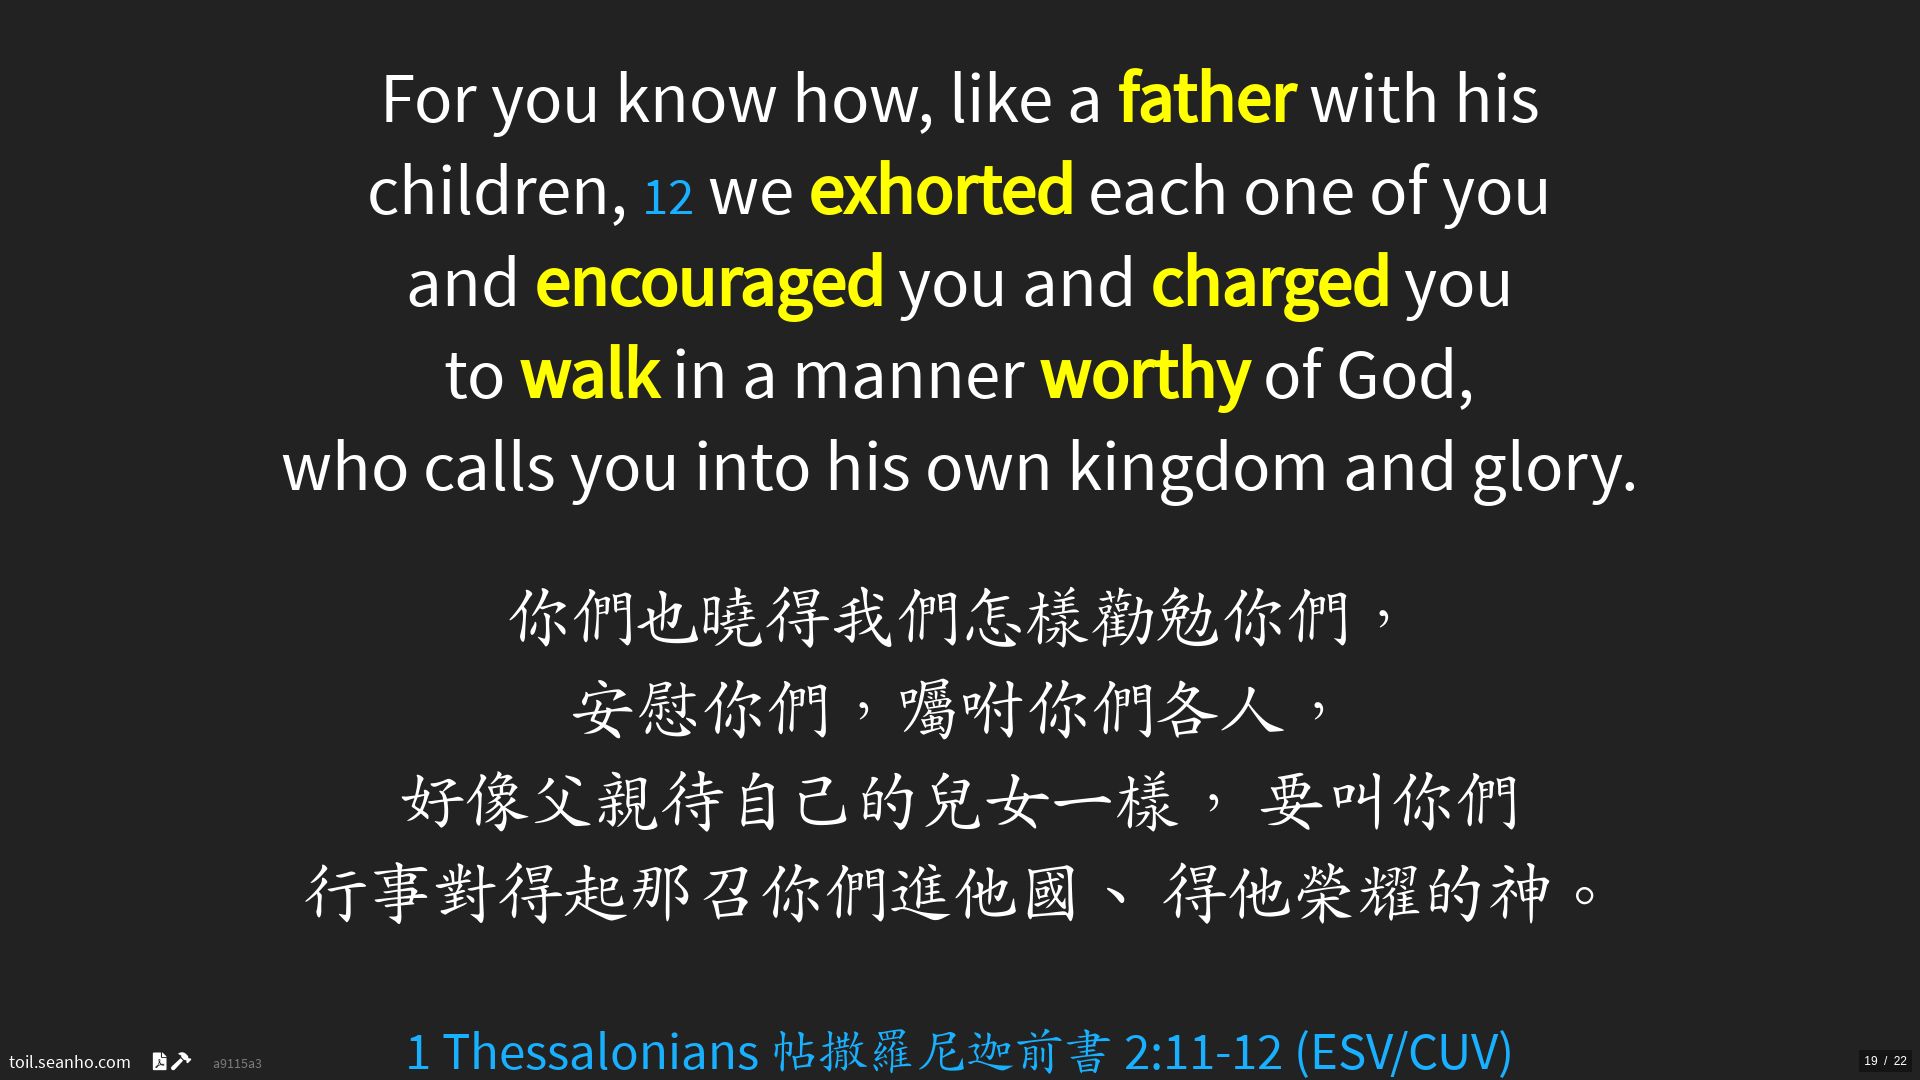 For you know how, like a father with his
children, 12 we exhorted each one of you
and encouraged you and charged you
to walk in a manner worthy of God,
who calls you into his own kingdom and glory.
你們也曉得我們怎樣勸勉你們，
安慰你們，囑咐你們各人，
好像父親待自己的兒女一樣， 要叫你們
行事對得起那召你們進他國、 得他榮耀的神。
1 Thessalonians 帖撒羅尼迦前書 2:11-12 (ESV/CUV)
toil.seanho.com a9115a3
19 / 22